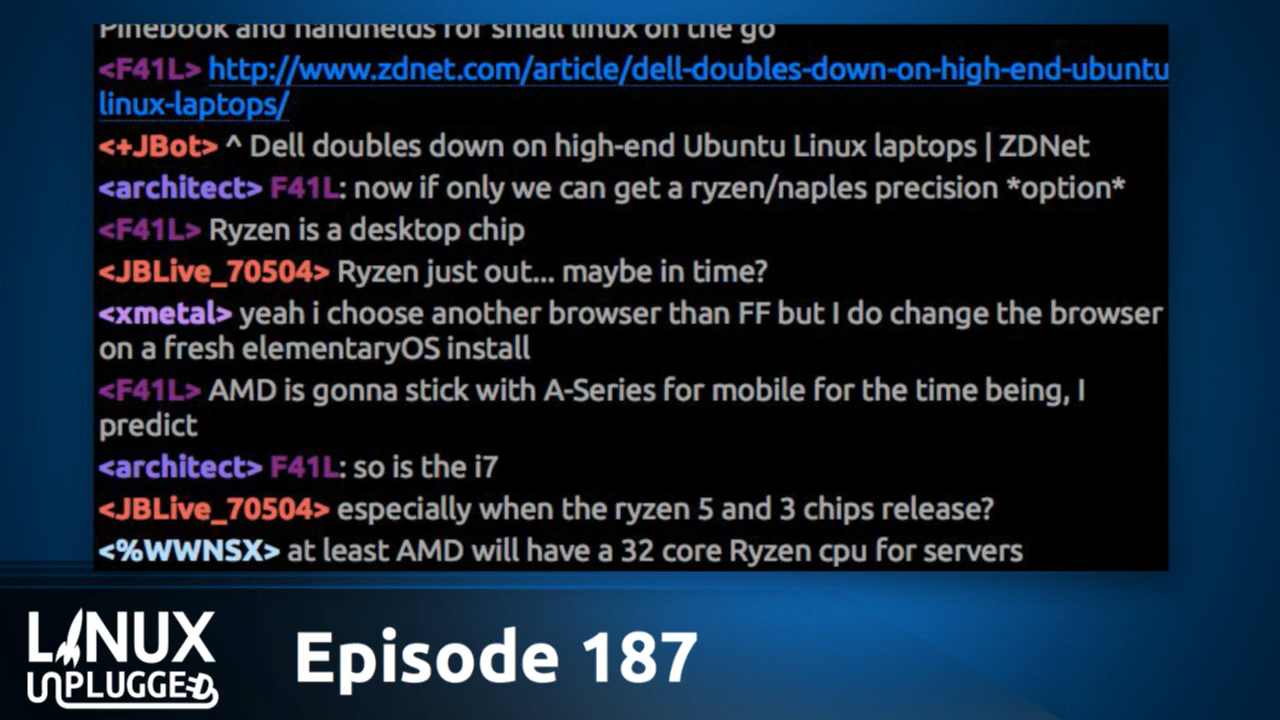 Pinebook and handhelds for small linux on the go
<F41L> http://www.zdnet.com/article/dell-doubles-down-on-high-end-ubuntu
linux-laptops/
<+JBot> ^ Dell doubles down on high-end Ubuntu Linux laptops | ZDNet
<architect> F41L: now if only we can get a ryzen/naples precision *option*
<F41L> Ryzen is a desktop chip
<JBLive_70504> Ryzen just out... maybe in time?
<xmetal> yeah i choose another browser than FF but I do change the browser
on a fresh elementaryOS install
<F41L> AMD is gonna stick with A-Series for mobile for the time being, I
predict
<architect> F41L: so is the i7
<JBLive_70504> especially when the ryzen 5 and 3 chips release?
<%WWNSX> at least AMD will have a 32 core Ryzen cpu for servers
LINUX
UNPLUGGED
Episode 187